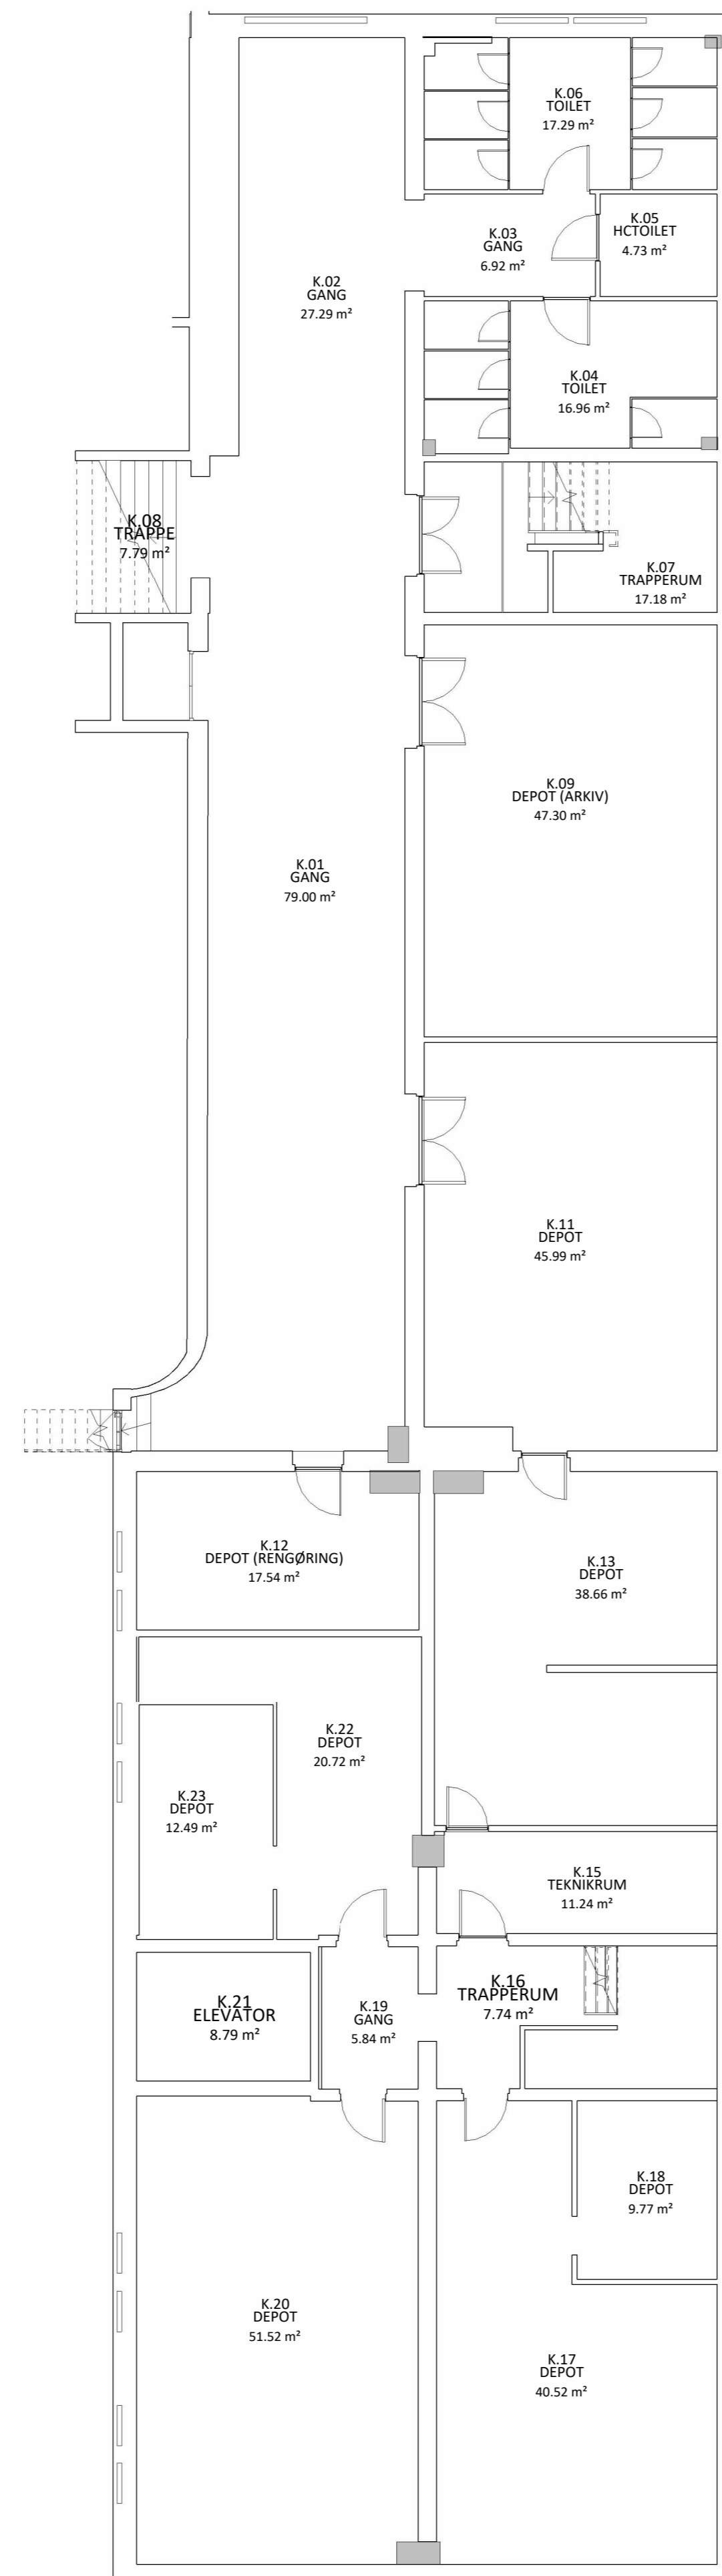 K.06
TOILET
17.29 m²
K.05
HCTOILET
4.73 m²
K.03
GANG
6.92 m²
K.02
GANG
27.29 m²
K.04
TOILET
16.96 m²
K.08
TRAPPE
7.79 m²
K.07
TRAPPERUM
17.18 m²
K.09
DEPOT (ARKIV)
47.30 m²
K.01
GANG
79.00 m²
K.11
DEPOT
45.99 m²
K.12
DEPOT (RENGØRING)
17.54 m²
K.13
DEPOT
38.66 m²
K.22
DEPOT
20.72 m²
K.23
DEPOT
12.49 m²
K.15
TEKNIKRUM
11.24 m²
K.16
TRAPPERUM
7.74 m²
K.21
ELEVATOR
8.79 m²
K.19
GANG
5.84 m²
K.18
DEPOT
9.77 m²
K.20
DEPOT
51.52 m²
K.17
DEPOT
40.52 m²